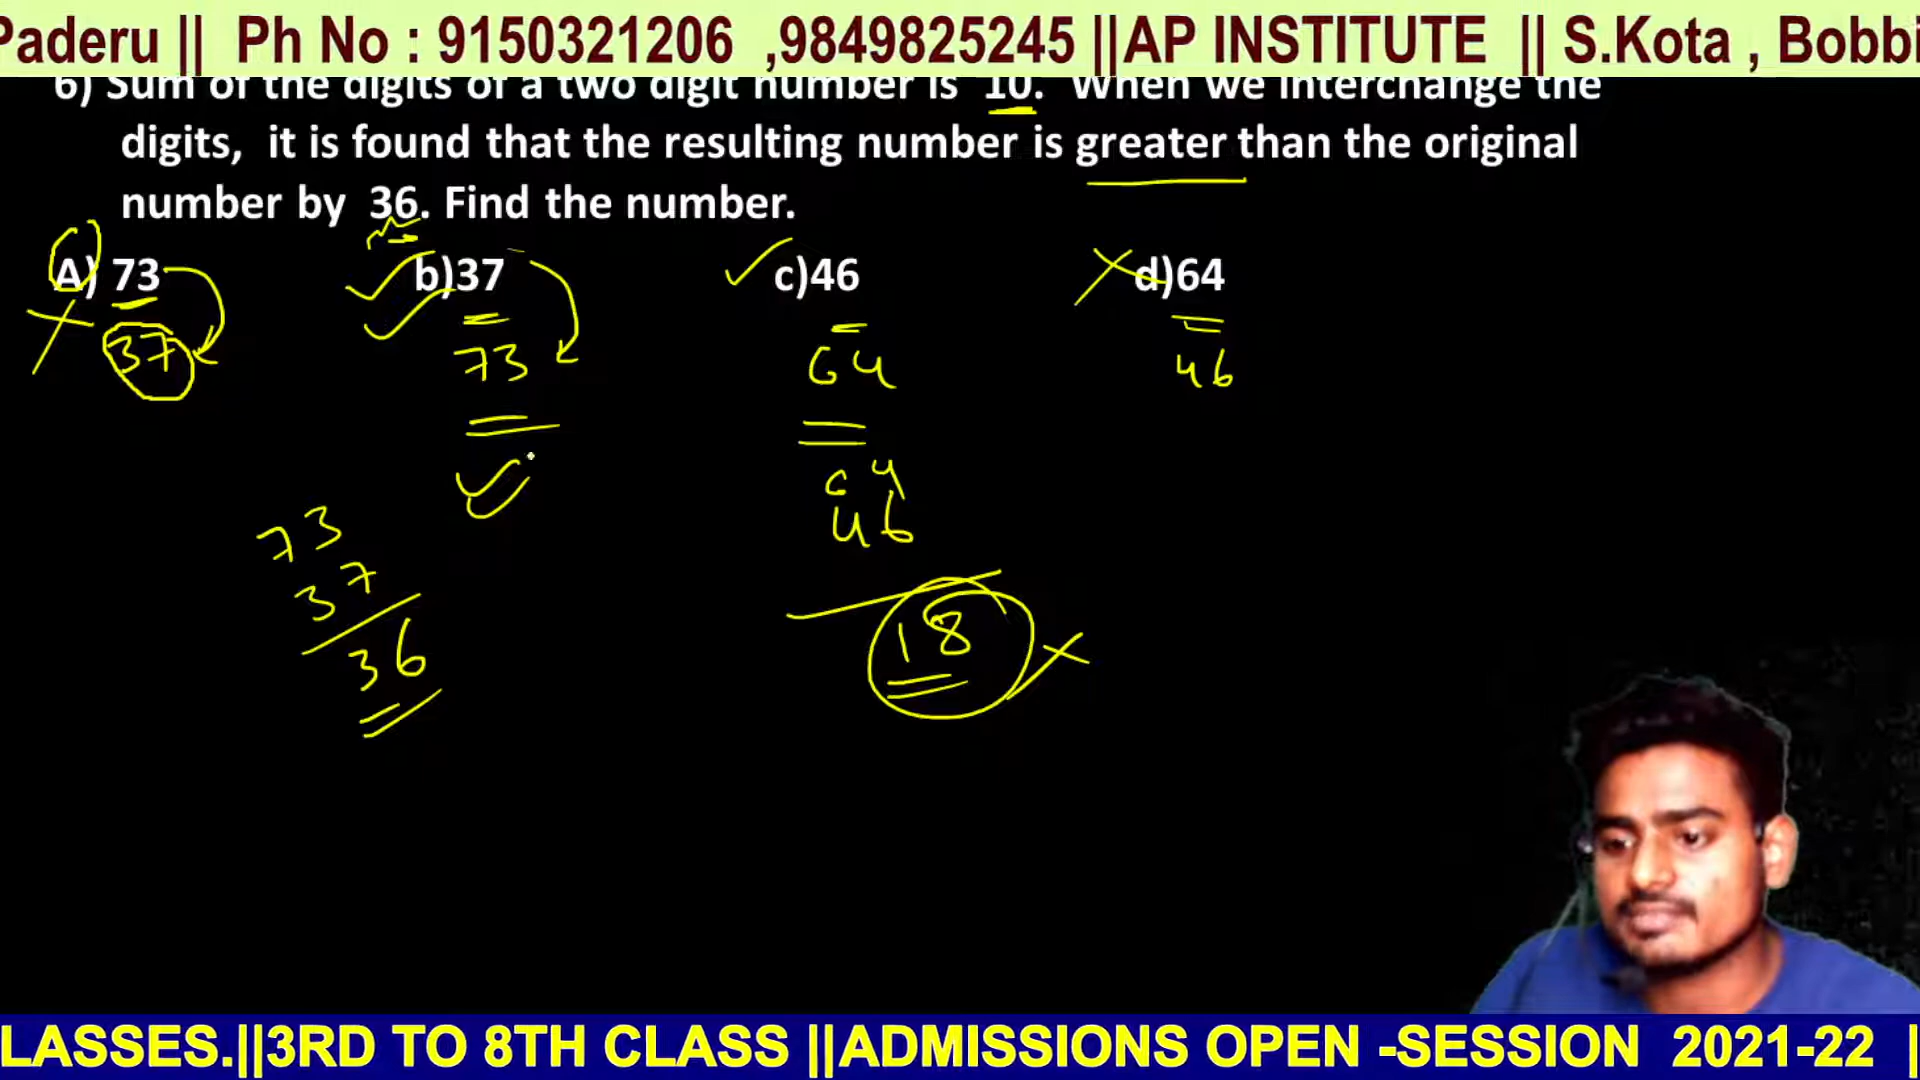 Paderu || Ph No : 9150321206 ,9849825245 ||AP INSTITUTE || S.Kota , Bobbi
6) Sum of the digits of a two digit number is 10. When we interchange the
digits, it is found that the resulting number is greater than the original
number by 36. Find the number.
A) 73 b)37 c)46 d)64
37 73 64 46
64
46
18
73
37
36
LASSES.||3RD TO 8TH CLASS ||ADMISSIONS OPEN -SESSION 2021-22 |